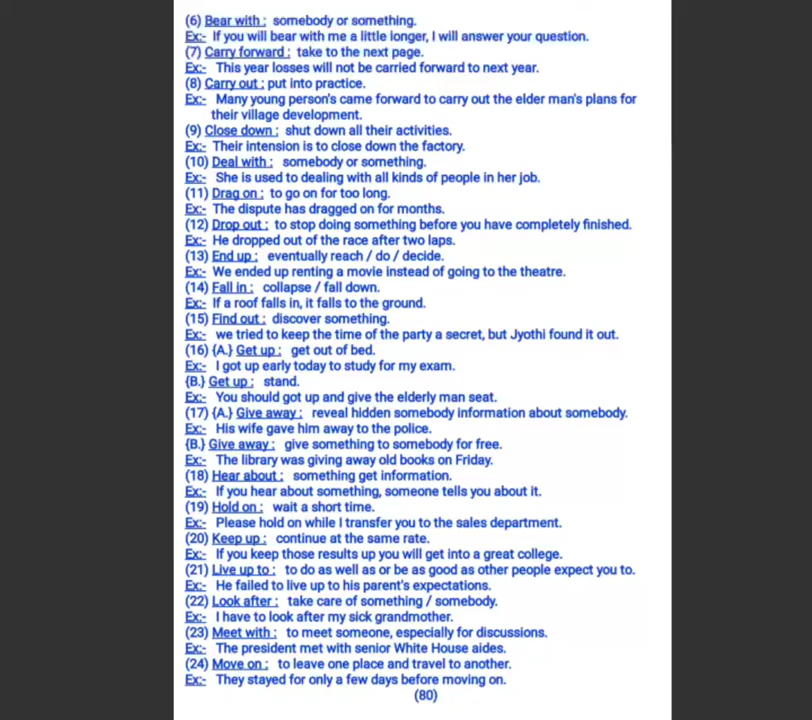 (6) Bear with : somebody or something.
Ex:- If you will bear with me a little longer, I will answer your question.
(7) Carry forward : take to the next page.
Ex:- This year losses will not be carried forward to next year.
(8) Carry out : put into practice.
Ex:- Many young person's came forward to carry out the elder man's plans for
their village development.
(9) Close down : shut down all their activities.
Ex:- Their intension is to close down the factory.
(10) Deal with : somebody or something.
Ex:- She is used to dealing with all kinds of people in her job.
(11) Drag on : to go on for too long.
Ex:- The dispute has dragged on for months.
(12) Drop out : to stop doing something before you have completely finished.
Ex:- He dropped out of the race after two laps.
(13) End up : eventually reach / do / decide.
Ex:- We ended up renting a movie instead of going to the theatre.
(14) Fall in : collapse / fall down.
Ex:- If a roof falls in, it falls to the ground.
(15) Find out : discover something.
Ex:- we tried to keep the time of the party a secret, but Jyothi found it out.
(16) {A.} Get up : get out of bed.
Ex:- I got up early today to study for my exam.
{B.} Get up : stand.
Ex:- You should got up and give the elderly man seat.
(17) {A.} Give away : reveal hidden somebody information about somebody.
Ex:- His wife gave him away to the police.
{B.} Give away : give something to somebody for free.
Ex:- The library was giving away old books on Friday.
(18) Hear about : something get information.
Ex:- If you hear about something, someone tells you about it.
(19) Hold on : wait a short time.
Ex:- Please hold on while I transfer you to the sales department.
(20) Keep up : continue at the same rate.
Ex:- If you keep those results up you will get into a great college.
(21) Live up to : to do as well as or be as good as other people expect you to.
Ex:- He failed to live up to his parent's expectations.
(22) Look after : take care of something / somebody.
Ex:- I have to look after my sick grandmother.
(23) Meet with : to meet someone, especially for discussions.
Ex:- The president met with senior White House aides.
(24) Move on : to leave one place and travel to another.
Ex:- They stayed for only a few days before moving on.
(80)